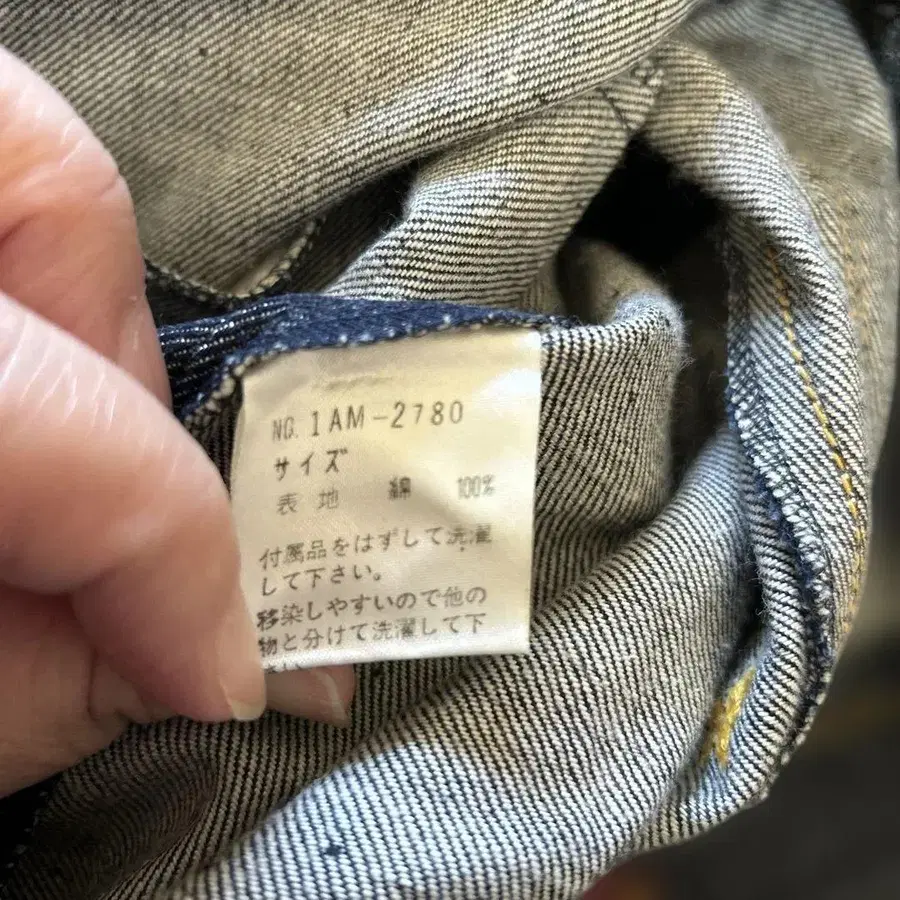 NO. 1AM-2780
サイズ
表地 綿 100%
付属品をはずして洗濯
して下さい。
移染しやすいので他の
物と分けて洗濯して下
さい